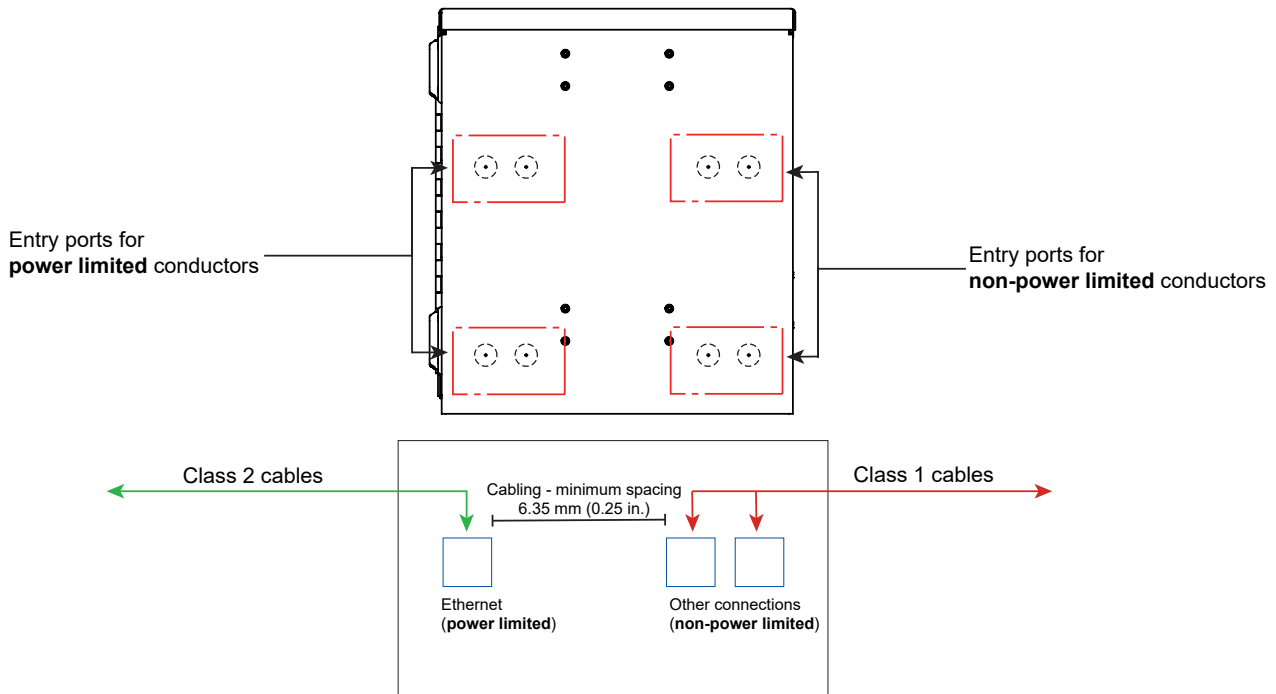 Entry ports for
power limited conductors
Entry ports for
non-power limited conductors
Class 2 cables
Cabling - minimum spacing
6.35 mm (0.25 in.)
Class 1 cables
Ethernet
(power limited)
Other connections
(non-power limited)